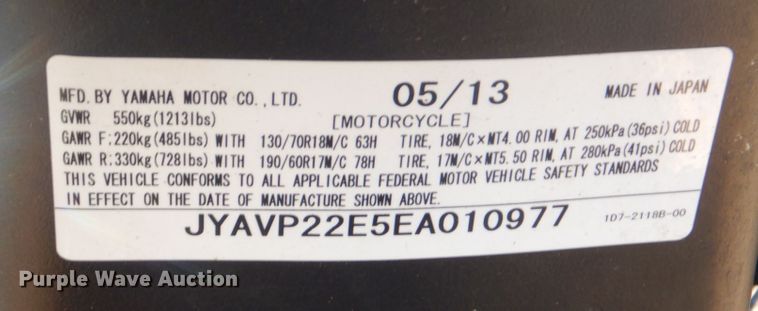 MFD. BY YAMAHA MOTOR CO., LTD. 05/13 MADE IN JAPAN
GVWR 550kg(1213lbs) [MOTORCYCLE]
GAWR F:220kg(485lbs) WITH 130/70R18M/C 63H TIRE, 18M/C×MT4.00 RIM, AT 250kPa(36psi) COLD
GAWR R:330kg(728lbs) WITH 190/60R17M/C 78H TIRE, 17M/C×MT5.50 RIM, AT 280kPa(41psi) COLD
THIS VEHICLE CONFORMS TO ALL APPLICABLE FEDERAL MOTOR VEHICLE SAFETY STANDARDS
IN EFFECT ON THE DATE OF MANUFACTURE SHOWN ABOVE.
JYAVP22E5EA010977 1D7-2118B-00
Purple Wave Auction